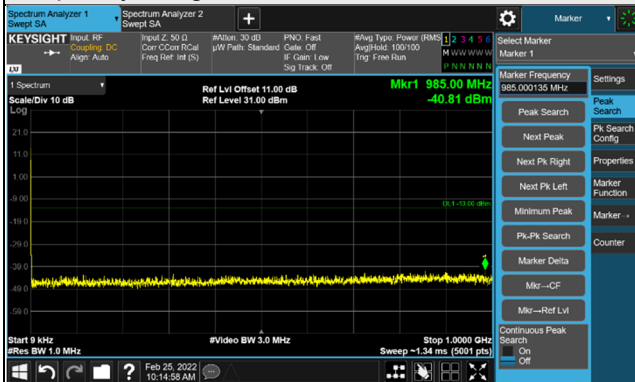 Spectrum Analyzer 1
Swept SA
Spectrum Analyzer 2
Swept SA
Marker
KEYSIGHT
Input: RF
Coupling: DC
Align: Auto
Input Z: 50 Ω
Corr CCorr RCal
Freq Ref: Int (S)
#Atten: 30 dB
µW Path: Standard
PNO: Fast
Gate: Off
IF Gain: Low
Sig Track: Off
#Avg Type: Power (RMS
Avg|Hold: 100/100
Trig: Free Run
1 2 3 4 5 6
M W W W W W
P N N N N N
Select Marker
Marker 1
1 Spectrum
Scale/Div 10 dB
Ref Lvl Offset 11.00 dB
Ref Level 31.00 dBm
Mkr1 985.00 MHz
-40.81 dBm
Log
21.0
11.0
1.00
-9.00
-19.0
-29.0
-39.0
-49.0
-59.0
DL1 -13.00 dBm
Start 9 kHz
#Res BW 1.0 MHz
#Video BW 3.0 MHz
Stop 1.0000 GHz
Sweep ~1.34 ms (5001 pts)
Marker Frequency
985.000135 MHz
Peak Search
Next Peak
Next Pk Right
Next Pk Left
Minimum Peak
Pk-Pk Search
Marker Delta
Mkr→CF
Mkr→Ref Lvl
Continuous Peak
Search
On
Off
Settings
Peak
Search
Pk Search
Config
Properties
Marker
Function
Marker→
Counter
?
Feb 25, 2022
10:14:58 AM